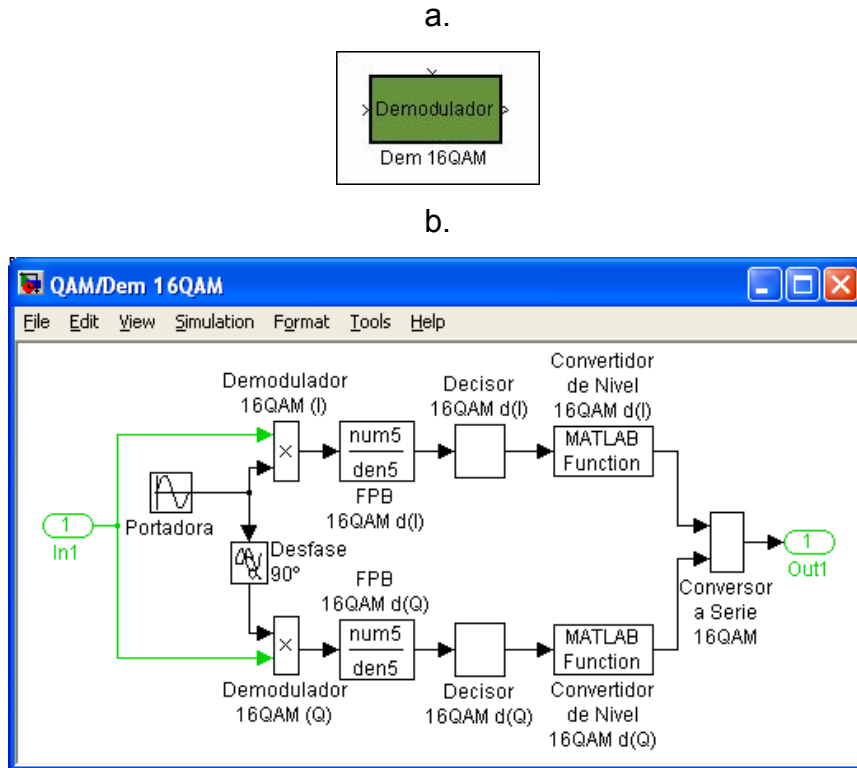 a.
Demodulador
Dem 16QAM
b.
QAM/Dem 16QAM
File Edit View Simulation Format Tools Help
Demodulador
16QAM (I)
Decisor
16QAM d(I)
Convertidor
de Nivel
16QAM d(I)
num5
den5
MATLAB
Function
FPB
16QAM d(I)
Portadora
1
In1
Desfase
90º
FPB
16QAM d(Q)
1
Out1
Conversor
a Serie
16QAM
num5
den5
MATLAB
Function
Demodulador
16QAM (Q)
Decisor
16QAM d(Q)
Convertidor
de Nivel
16QAM d(Q)